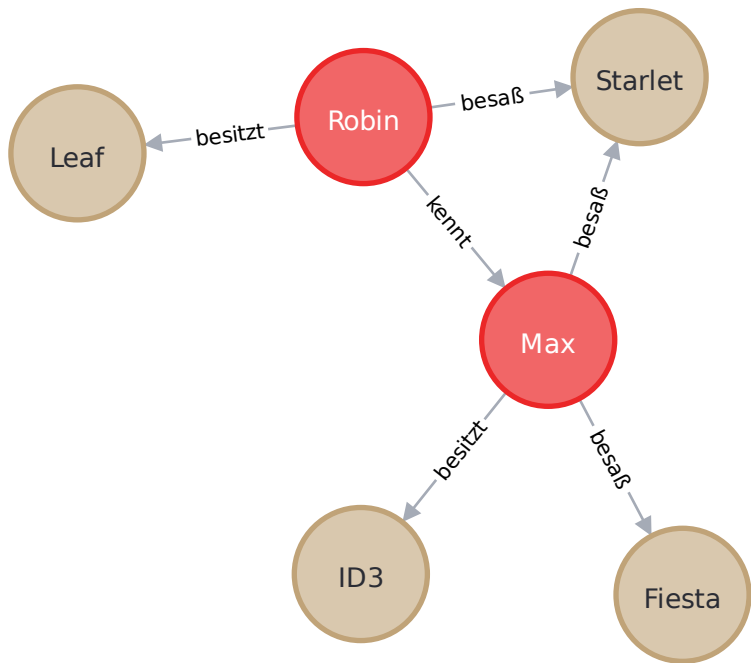 Starlet
besaß
Robin
besitzt
Leaf
kennt
besaß
Max
besitzt
besaß
ID3
Fiesta